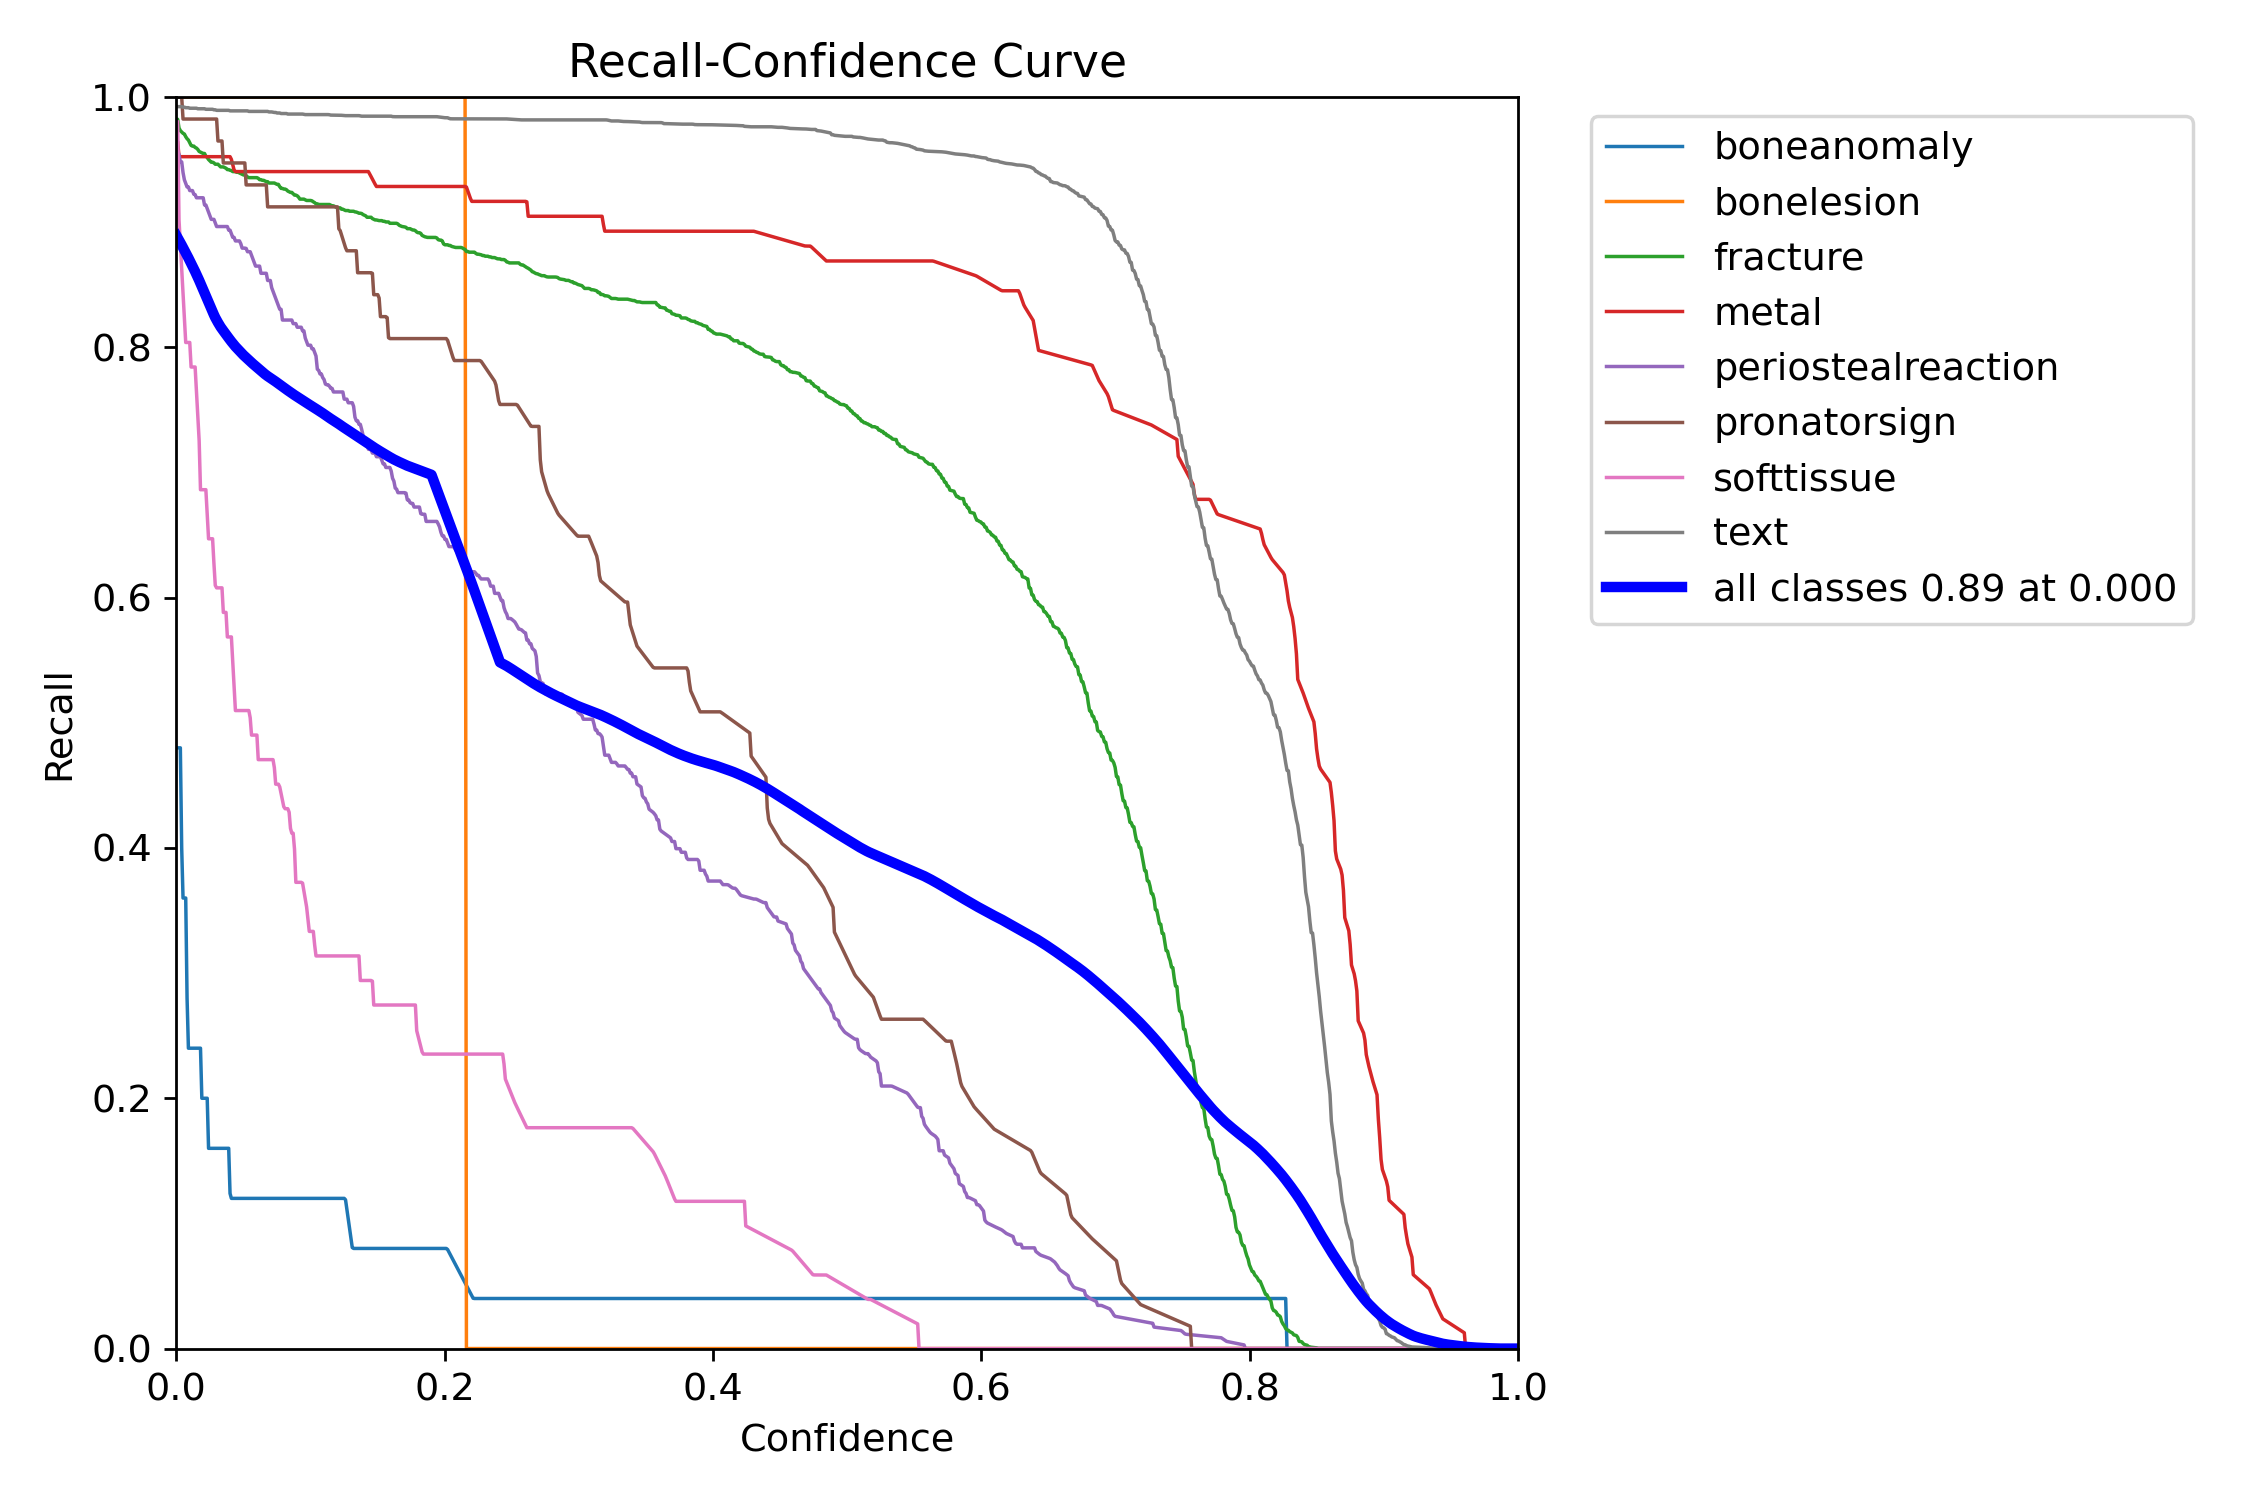 Recall-Confidence Curve
1.0
0.8
0.6
0.4
0.2
0.0
Recall
0.0 0.2 0.4 0.6 0.8 1.0
Confidence
boneanomaly
bonelesion
fracture
metal
periostealreaction
pronatorsign
softtissue
text
all classes 0.89 at 0.000